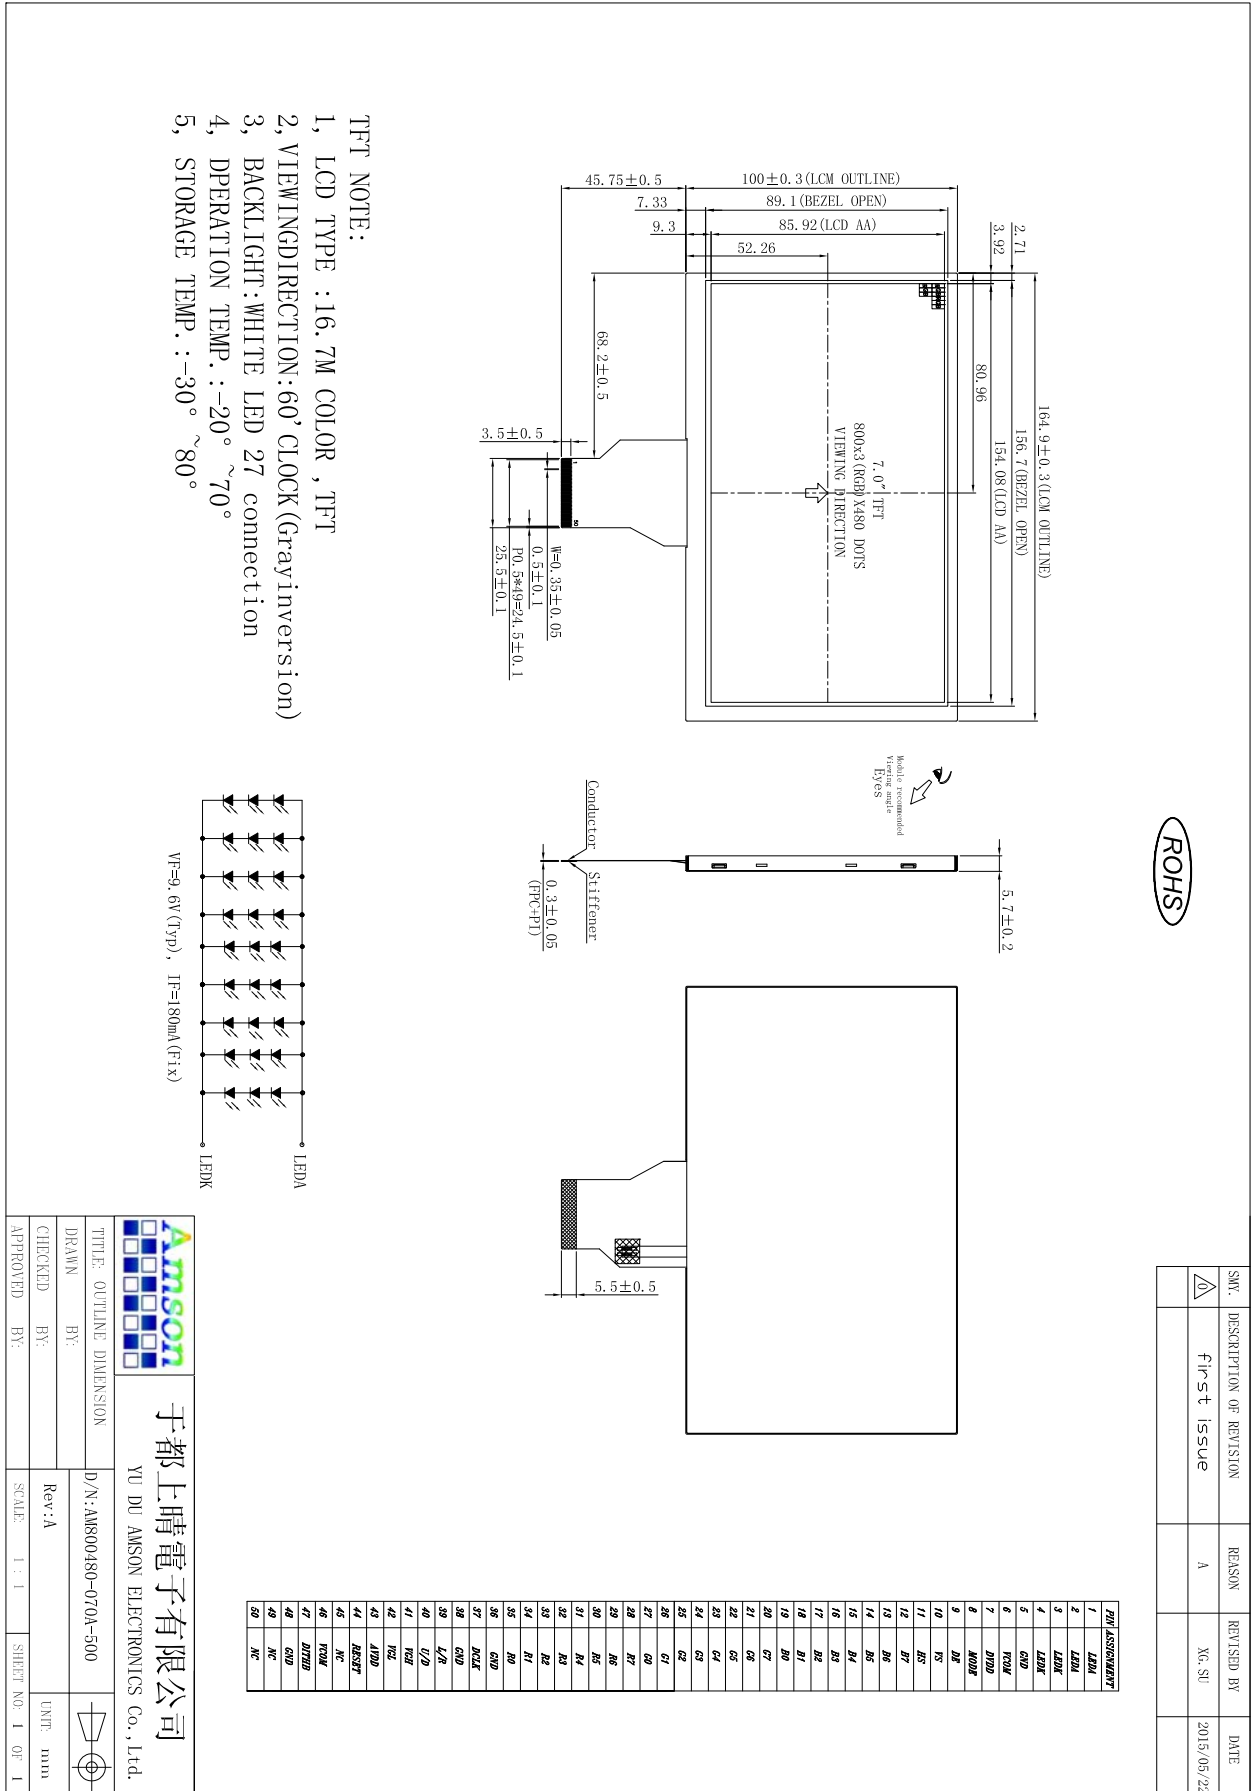 SMY.
DESCRIPTION OF REVISION
REASON
REVISED BY
DATE
0
first issue
A
XG.SU
2015/05/22
ROHS
164.9±0.3(LCM OUTLINE)
156.7(BEZEL OPEN)
154.08(LCD AA)
80.96
2.71
3.92
100±0.3(LCM OUTLINE)
89.1(BEZEL OPEN)
85.92(LCD AA)
52.26
45.75±0.5
7.33
9.3
68.2±0.5
3.5±0.5
7.0" TFT
800x3(RGB)X480 DOTS
VIEWING DIRECTION
1
50
W=0.35±0.05
0.5±0.1
P0.5*49=24.5±0.1
25.5±0.1
Module recommended
Viewing angle
Eyes
5.7±0.2
Conductor
Stiffener
0.3±0.05
(FPC+PI)
5.5±0.5
TFT NOTE:
1, LCD TYPE :16.7M COLOR ,TFT
2,VIEWINGDIRECTION:60'CLOCK(Grayinversion)
3, BACKLIGHT:WHITE LED 27 connection
4, DPERATION TEMP.:-20° ~70°
5, STORAGE TEMP.:-30° ~80°
LEDA
LEDK
VF=9.6V(Typ), IF=180mA(Fix)
PIN ASSIGNMENT
1 LEDA
2 LEDA
3 LEDK
4 LEDK
5 GND
6 VCOM
7 DVDD
8 MODE
9 DE
10 VS
11 HS
12 B7
13 B6
14 B5
15 B4
16 B3
17 B2
18 B1
19 B0
20 G7
21 G6
22 G5
23 G4
24 G3
25 G2
26 G1
27 G0
28 R7
29 R6
30 R5
31 R4
32 R3
33 R2
34 R1
35 R0
36 GND
37 DCLK
38 GND
39 L/R
40 U/D
41 VGH
42 VGL
43 AVDD
44 RESET
45 NC
46 VCOM
47 DITHB
48 GND
49 NC
50 NC
Amson
于都上晴電子有限公司
YU DU AMSON ELECTRONICS Co.,Ltd.
TITLE: OUTLINE DIMENSION
D/N:AM800480-070A-500
DRAWN BY:
CHECKED BY:
APPROVED BY:
Rev:A
UNIT: mm
SCALE: 1 : 1
SHEET NO: 1 OF 1